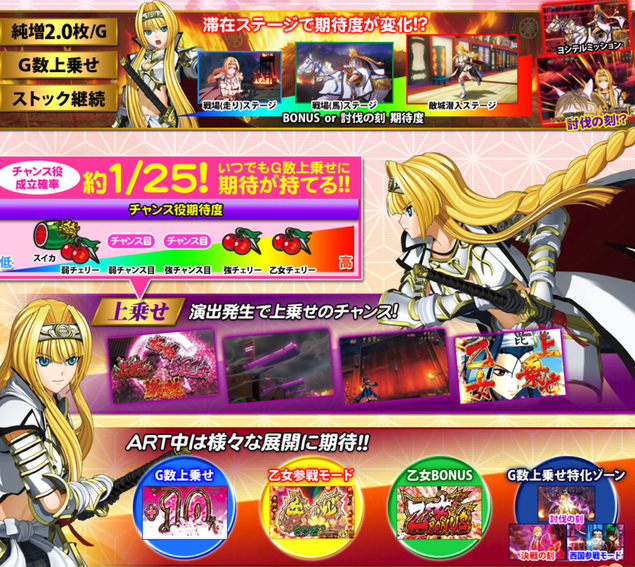 純増2.0枚/G
G数上乗せ
ストック継続
滞在ステージで期待度が変化!?
戦場(走り)ステージ
戦場(馬)ステージ
敵城潜入ステージ
BONUS or 討伐の刻 期待度
ヨシテルミッション
討伐の刻!?
チャンス役
成立確率
約1/25!
いつでもG数上乗せに
期待が持てる!!
チャンス役期待度
低
スイカ
弱チェリー
チャンス目
弱チャンス目
チャンス目
強チャンス目
強チェリー
乙女チェリー
高
上乗せ
演出発生で上乗せのチャンス!
乙女
上乗せ
ART中は様々な展開に期待!!
G数上乗せ
+10
乙女参戦モード
乙女BONUS
乙女
BONUS
G数上乗せ特化ゾーン
討伐の刻
決戦の刻
西国参戦モード